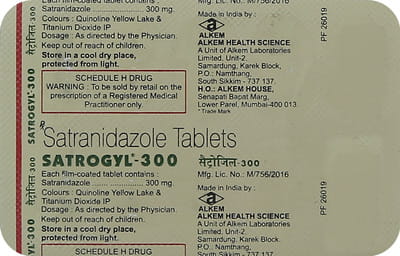 Each film-coated tablet contains :
Satranidazole .................. 300 mg.
Colours : Quinoline Yellow Lake &
Titanium Dioxide IP
Dosage : As directed by the Physician.
Keep out of reach of children.
Store in a cool dry place,
protected from light.
SCHEDULE H DRUG
WARNING : To be sold by retail on the
prescription of a Registered Medical
Practitioner only.
Made in India by :
a
ALKEM
ALKEM HEALTH SCIENCE
A Unit of Alkem Laboratories
Limited, Unit-2,
Samardung, Karek Block,
P.O.: Namthang,
South Sikkim - 737 137.
H.O.: ALKEM HOUSE,
Senapati Bapat Marg,
Lower Parel, Mumbai-400 013.
* Trade Mark
PF 26019
SATROGYL*-300 सैट्रोजिल-300
Rx
Satranidazole Tablets
SATROGYL*-300 सैट्रोजिल-300
Each film-coated tablet contains :
Satranidazole ........ 300 mg.
Colours : Quinoline Yellow Lake &
Titanium Dioxide IP
Dosage : As directed by the Physician.
Keep out of reach of children.
Store in a cool dry place,
protected from light.
SCHEDULE H DRUG
Mfg. Lic. No.: M/756/2016
Made in India by :
a
ALKEM
ALKEM HEALTH SCIENCE
A Unit of Alkem Laboratories
Limited, Unit-2,
Samardung, Karek Block,
P.O.: Namthang,
South Sikkim - 737 137.
PF 26019
SATROGYL*-300 सैट्रोजिल-300